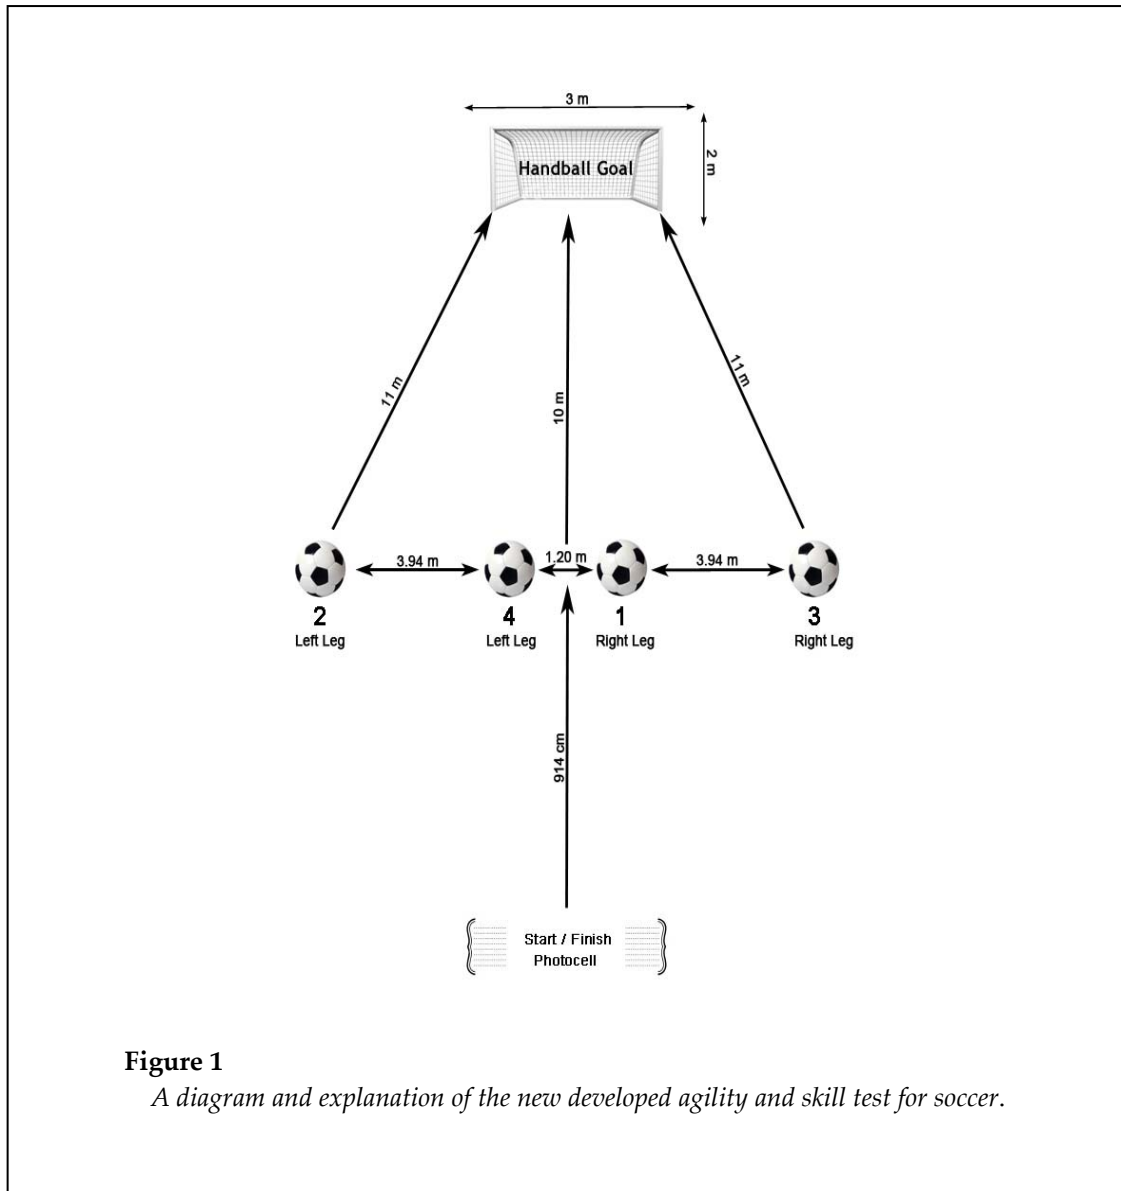 3 m
2 m
Handball Goal
11 m
10 m
11 m
3.94 m
1.20 m
3.94 m
2
4
1
3
Left Leg
Left Leg
Right Leg
Right Leg
914 cm
Start / Finish
Photocell
Figure 1
A diagram and explanation of the new developed agility and skill test for soccer.